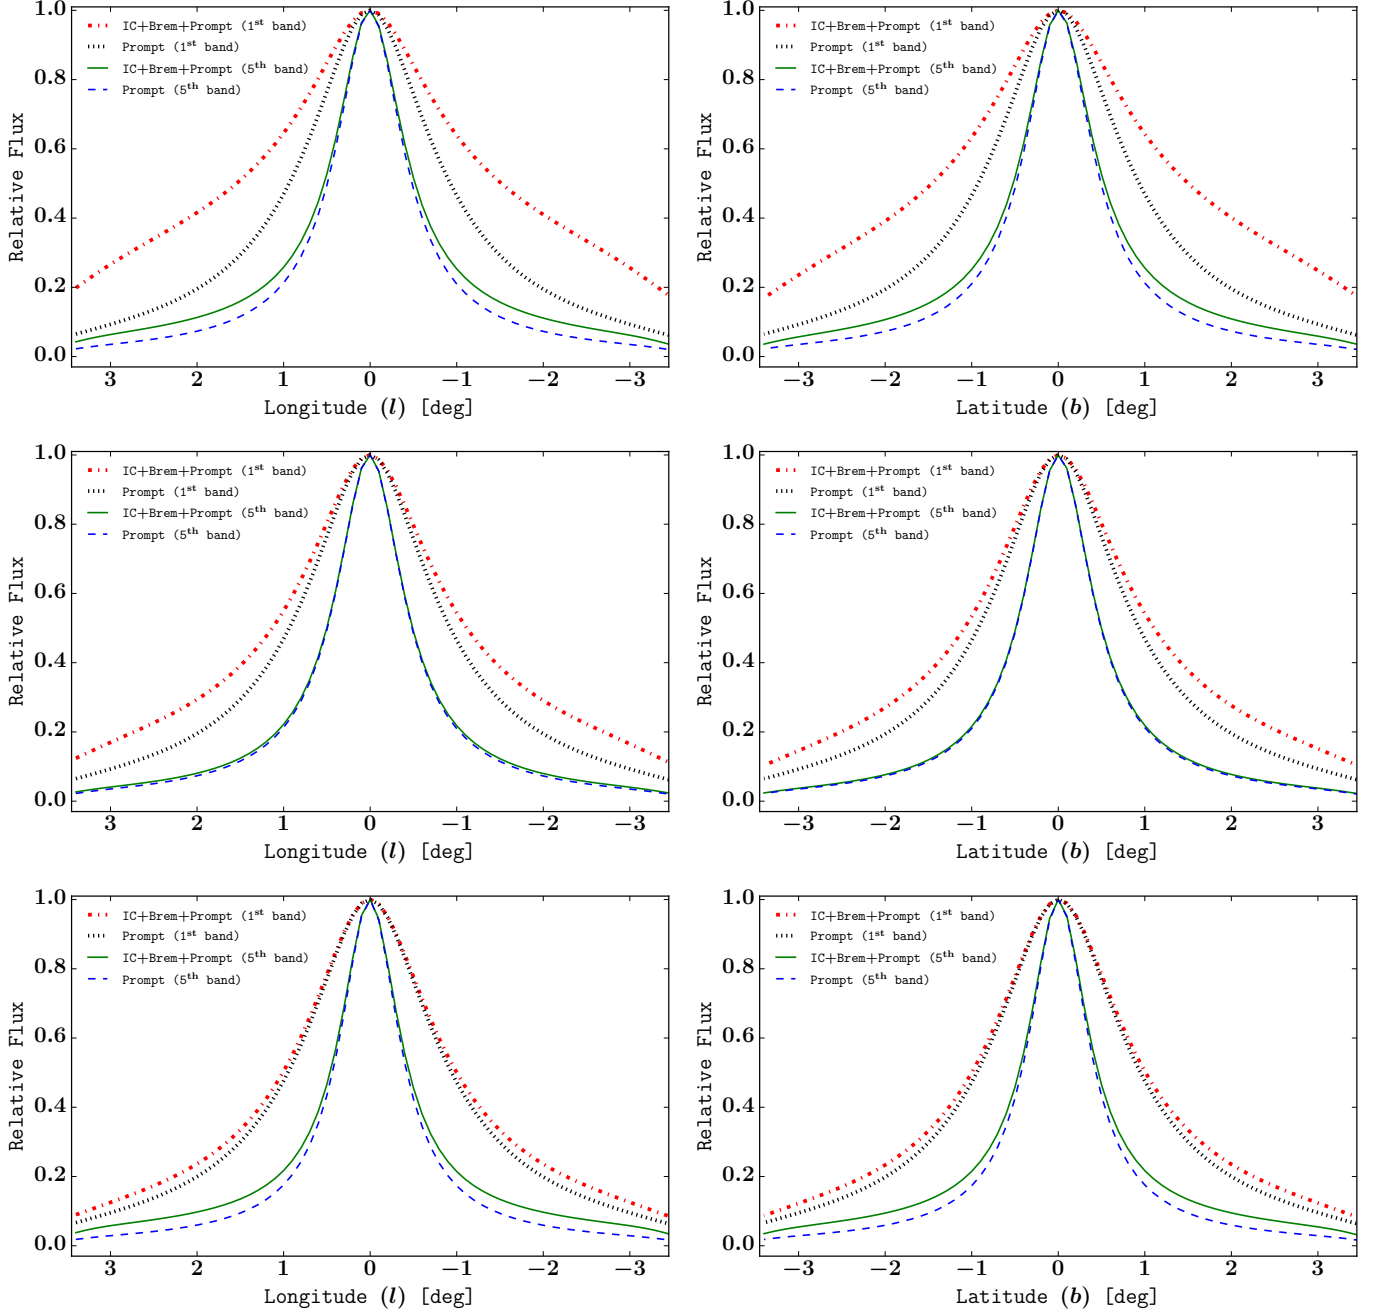 1.0
0.8
0.6
0.4
0.2
0.0
Relative Flux
IC+Brem+Prompt (1st band)
Prompt (1st band)
IC+Brem+Prompt (5th band)
Prompt (5th band)
3 2 1 0 −1 −2 −3
Longitude (l) [deg]
1.0
0.8
0.6
0.4
0.2
0.0
Relative Flux
IC+Brem+Prompt (1st band)
Prompt (1st band)
IC+Brem+Prompt (5th band)
Prompt (5th band)
−3 −2 −1 0 1 2 3
Latitude (b) [deg]
1.0
0.8
0.6
0.4
0.2
0.0
Relative Flux
IC+Brem+Prompt (1st band)
Prompt (1st band)
IC+Brem+Prompt (5th band)
Prompt (5th band)
3 2 1 0 −1 −2 −3
Longitude (l) [deg]
1.0
0.8
0.6
0.4
0.2
0.0
Relative Flux
IC+Brem+Prompt (1st band)
Prompt (1st band)
IC+Brem+Prompt (5th band)
Prompt (5th band)
−3 −2 −1 0 1 2 3
Latitude (b) [deg]
1.0
0.8
0.6
0.4
0.2
0.0
Relative Flux
IC+Brem+Prompt (1st band)
Prompt (1st band)
IC+Brem+Prompt (5th band)
Prompt (5th band)
3 2 1 0 −1 −2 −3
Longitude (l) [deg]
1.0
0.8
0.6
0.4
0.2
0.0
Relative Flux
IC+Brem+Prompt (1st band)
Prompt (1st band)
IC+Brem+Prompt (5th band)
Prompt (5th band)
−3 −2 −1 0 1 2 3
Latitude (b) [deg]